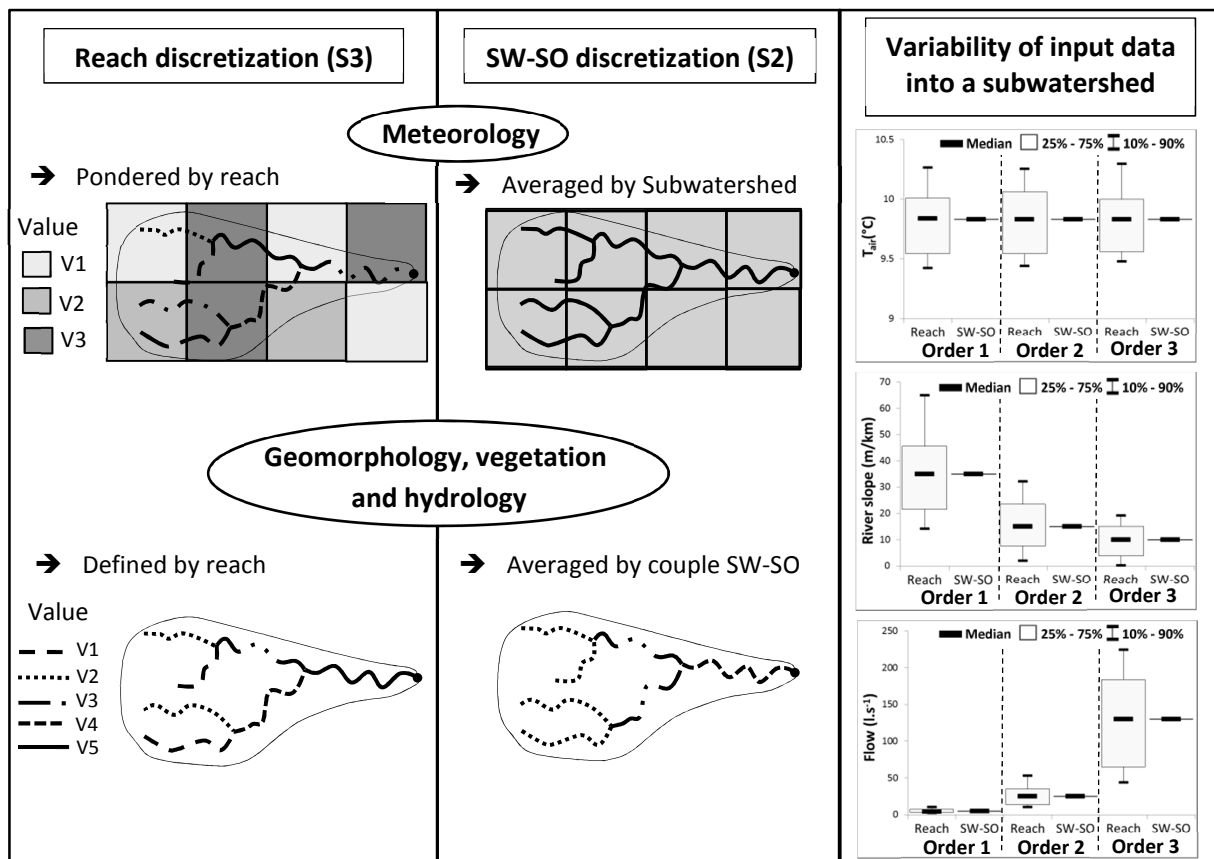 Reach discretization (S3)
SW-SO discretization (S2)
Variability of input data
into a subwatershed
Meteorology
➔ Pondered by reach
➔ Averaged by Subwatershed
Value
V1
V2
V3
Geomorphology, vegetation
and hydrology
➔ Defined by reach
➔ Averaged by couple SW-SO
Value
V1
V2
V3
V4
V5
Median 25% - 75% 10% - 90%
10.5
10
9.5
9
Tair(°C)
Reach SW-SO Reach SW-SO Reach SW-SO
Order 1 Order 2 Order 3
Median 25% - 75% 10% - 90%
70
60
50
40
30
20
10
0
River slope (m/km)
Reach SW-SO Reach SW-SO Reach SW-SO
Order 1 Order 2 Order 3
Median 25% - 75% 10% - 90%
250
200
150
100
50
0
Flow (l.s⁻¹)
Reach SW-SO Reach SW-SO Reach SW-SO
Order 1 Order 2 Order 3